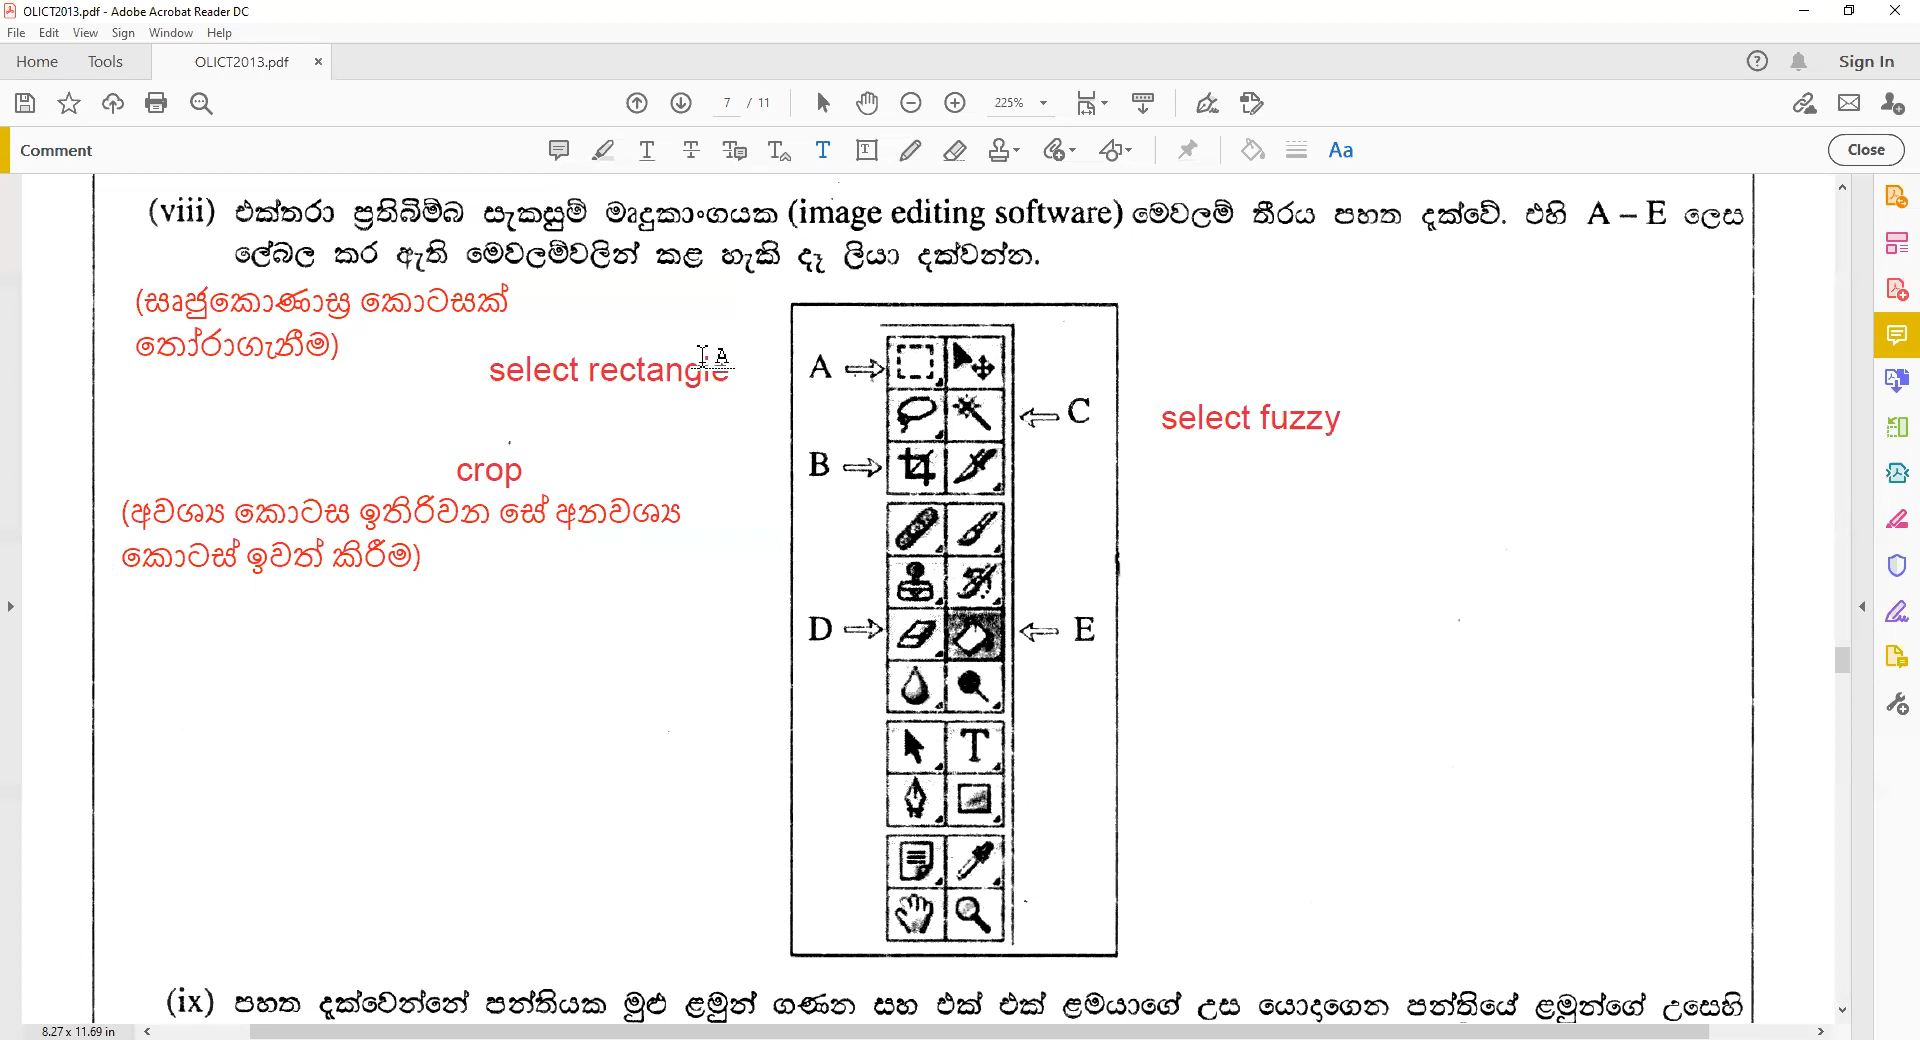 OLICT2013.pdf - Adobe Acrobat Reader DC
File Edit View Sign Window Help
Home Tools OLICT2013.pdf × Sign In
7 / 11 225%
Comment Aa Close
(viii) එක්තරා ප්‍රතිබිම්බ සැකසුම් මෘදුකාංගයක (image editing software) මෙවලම් තීරය පහත දැක්වේ. එහි A – E ලෙස
ලේබල කර ඇති මෙවලම්වලින් කළ හැකි දෑ ලියා දක්වන්න.
(සෘජුකොණාස්‍ර කොටසක්
තෝරාගැනීම)
select rectangle
A
C
select fuzzy
B
crop
(අවශ්‍ය කොටස ඉතිරිවන සේ අනවශ්‍ය
කොටස් ඉවත් කිරීම)
D
E
T
(ix) පහත දැක්වෙන්නේ පන්තියක මුළු ළමුන් ගණන සහ එක් එක් ළමයාගේ උස යොදාගෙන පන්තියේ ළමුන්ගේ උසෙහි
8.27 x 11.69 in